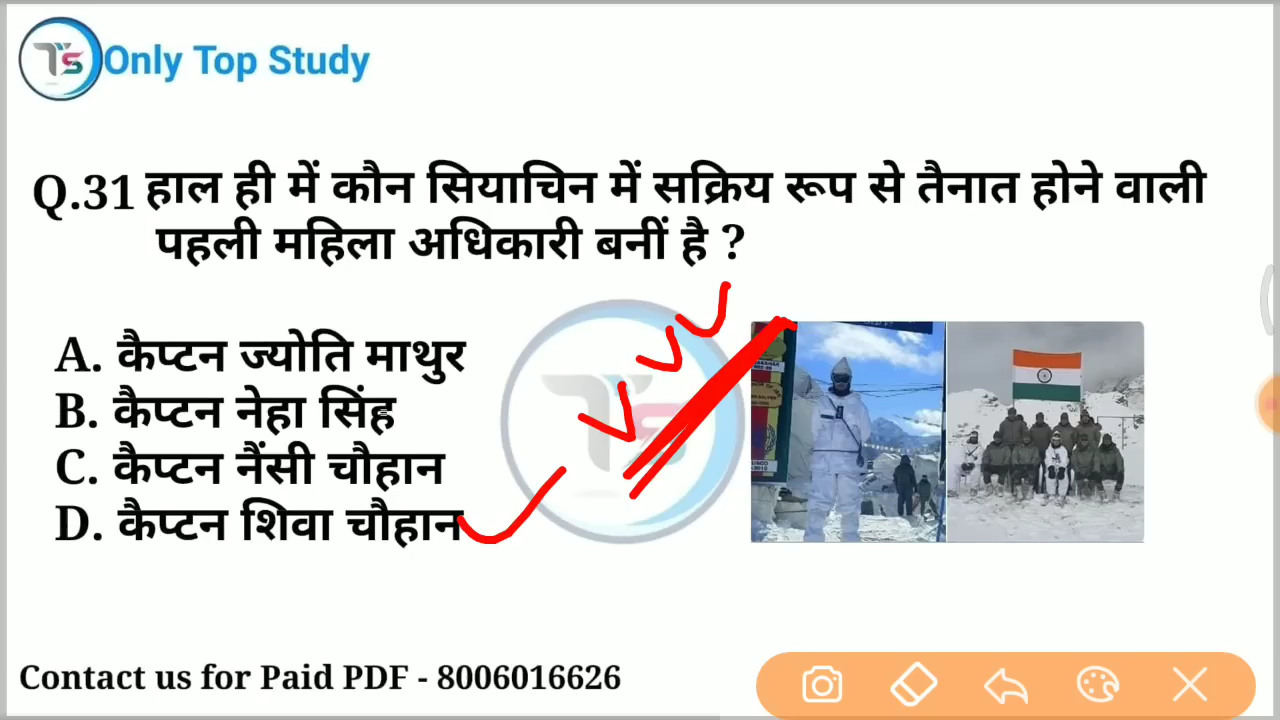 Only Top Study
Q.31 हाल ही में कौन सियाचिन में सक्रिय रूप से तैनात होने वाली
पहली महिला अधिकारी बनीं है ?
A. कैप्टन ज्योति माथुर
B. कैप्टन नेहा सिंह
C. कैप्टन नैंसी चौहान
D. कैप्टन शिवा चौहान
Contact us for Paid PDF - 8006016626